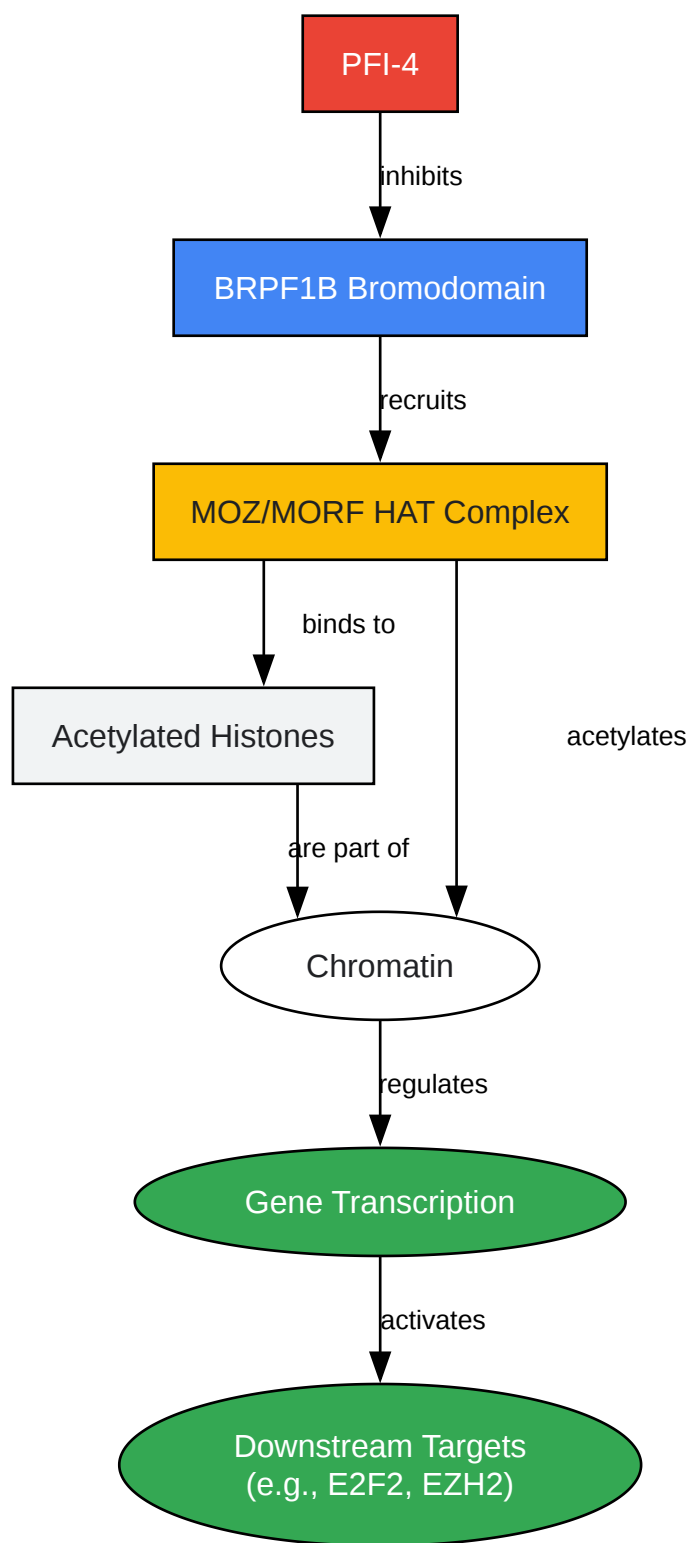 PFI-4
inhibits
BRPF1B Bromodomain
recruits
MOZ/MORF HAT Complex
binds to
Acetylated Histones
acetylates
are part of
Chromatin
regulates
Gene Transcription
activates
Downstream Targets
(e.g., E2F2, EZH2)